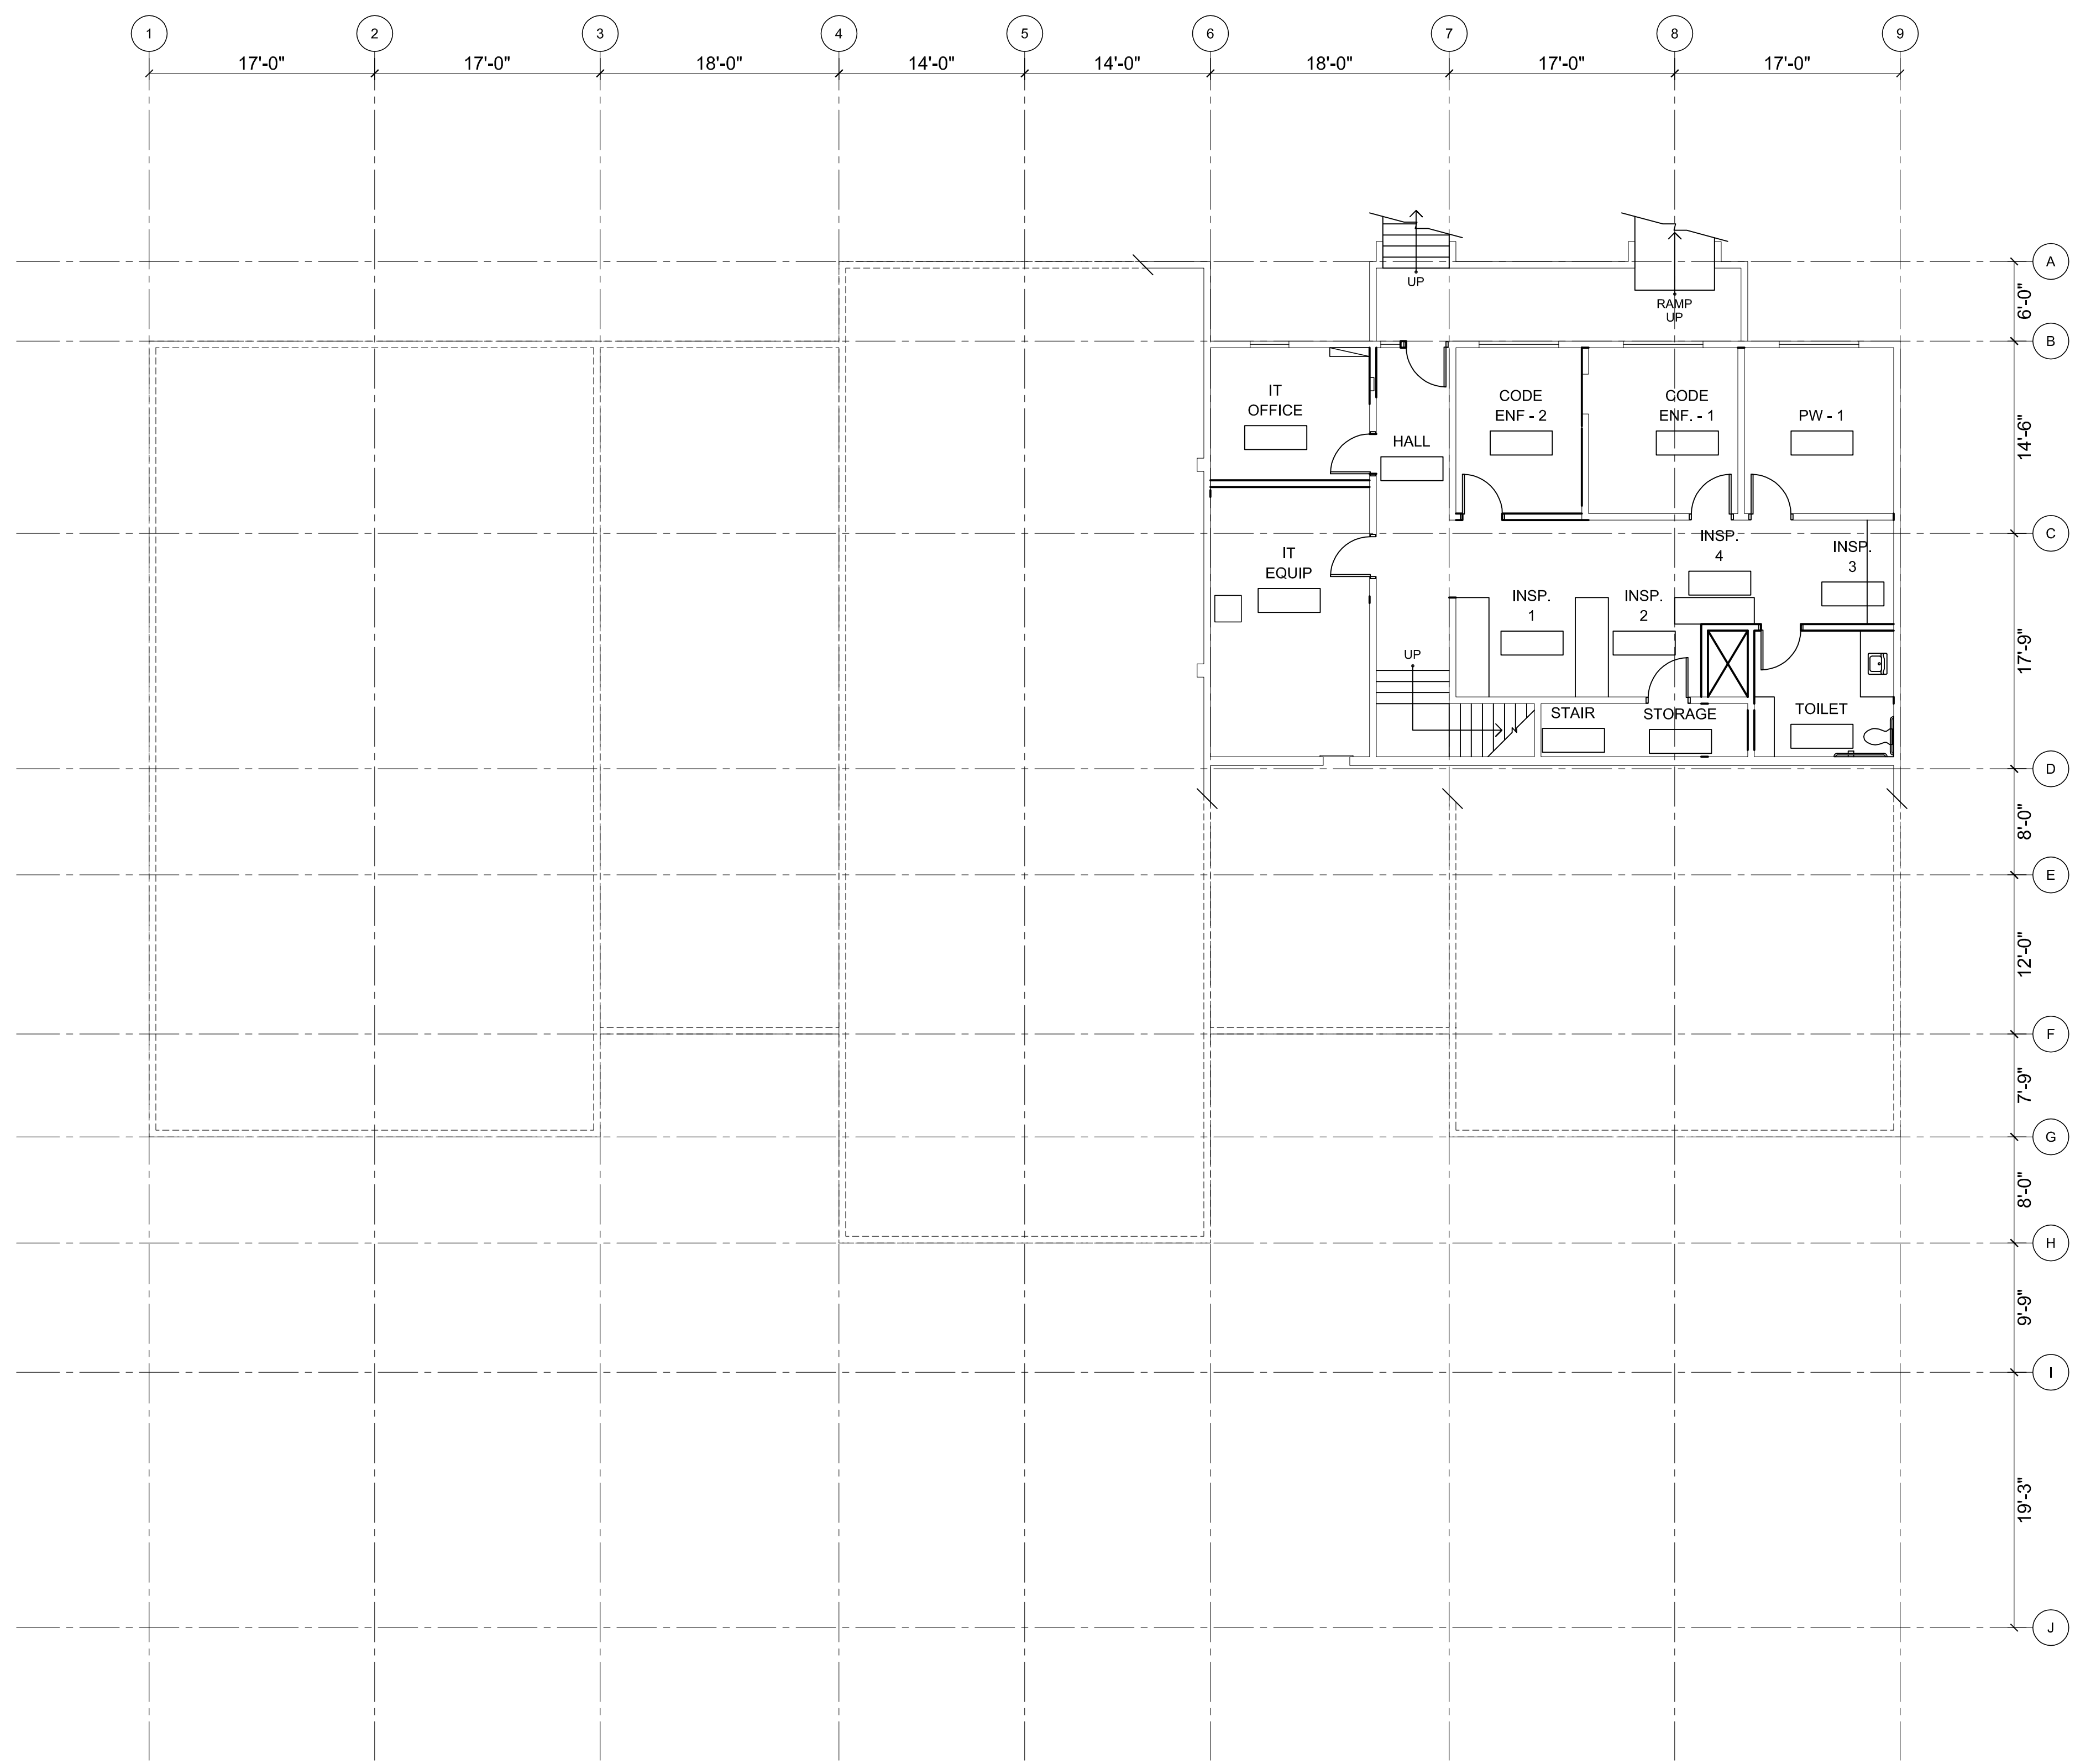 1 2 3 4 5 6 7 8 9
17'-0" 17'-0" 18'-0" 14'-0" 14'-0" 18'-0" 17'-0" 17'-0"
A
UP
6'-0"
RAMP
UP
B
IT
OFFICE
HALL
CODE
ENF - 2
CODE
ENF. - 1
PW - 1
14'-6"
C
IT
EQUIP
INSP.
4
INSP.
3
INSP.
1
INSP.
2
UP
17'-9"
STAIR
STORAGE
TOILET
D
8'-0"
E
12'-0"
F
7'-9"
G
8'-0"
H
9'-9"
I
19'-3"
J